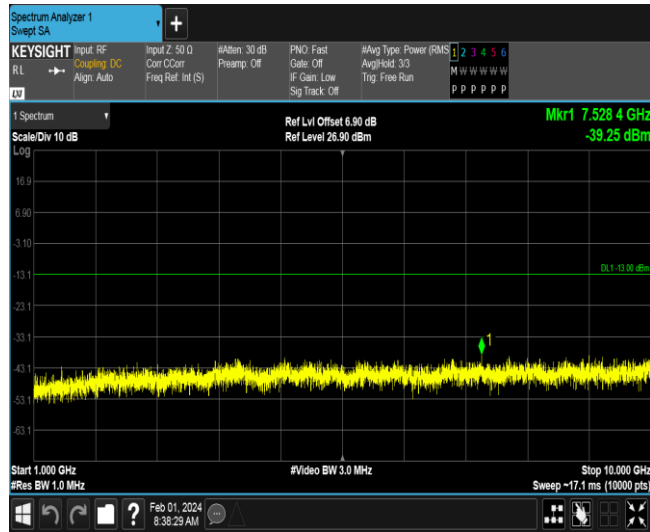 Spectrum Analyzer 1
Swept SA
+
KEYSIGHT Input: RF Input Z: 50 Ω #Atten: 30 dB PNO: Fast #Avg Type: Power (RMS 1 2 3 4 5 6
RL Coupling: DC Corr CCorr Preamp: Off Gate: Off Avg|Hold: 3/3 M W W W W W
Align: Auto Freq Ref: Int (S) IF Gain: Low Trig: Free Run
LXI Sig Track: Off P P P P P P
1 Spectrum Ref Lvl Offset 6.90 dB Mkr1 7.528 4 GHz
Scale/Div 10 dB Ref Level 26.90 dBm -39.25 dBm
Log
16.9
6.90
-3.10
DL1 -13.00 dBm
-13.1
-23.1
-33.1
1
-43.1
-53.1
-63.1
Start 1.000 GHz #Video BW 3.0 MHz Stop 10.000 GHz
#Res BW 1.0 MHz Sweep ~17.1 ms (10000 pts)
? Feb 01, 2024
8:38:29 AM